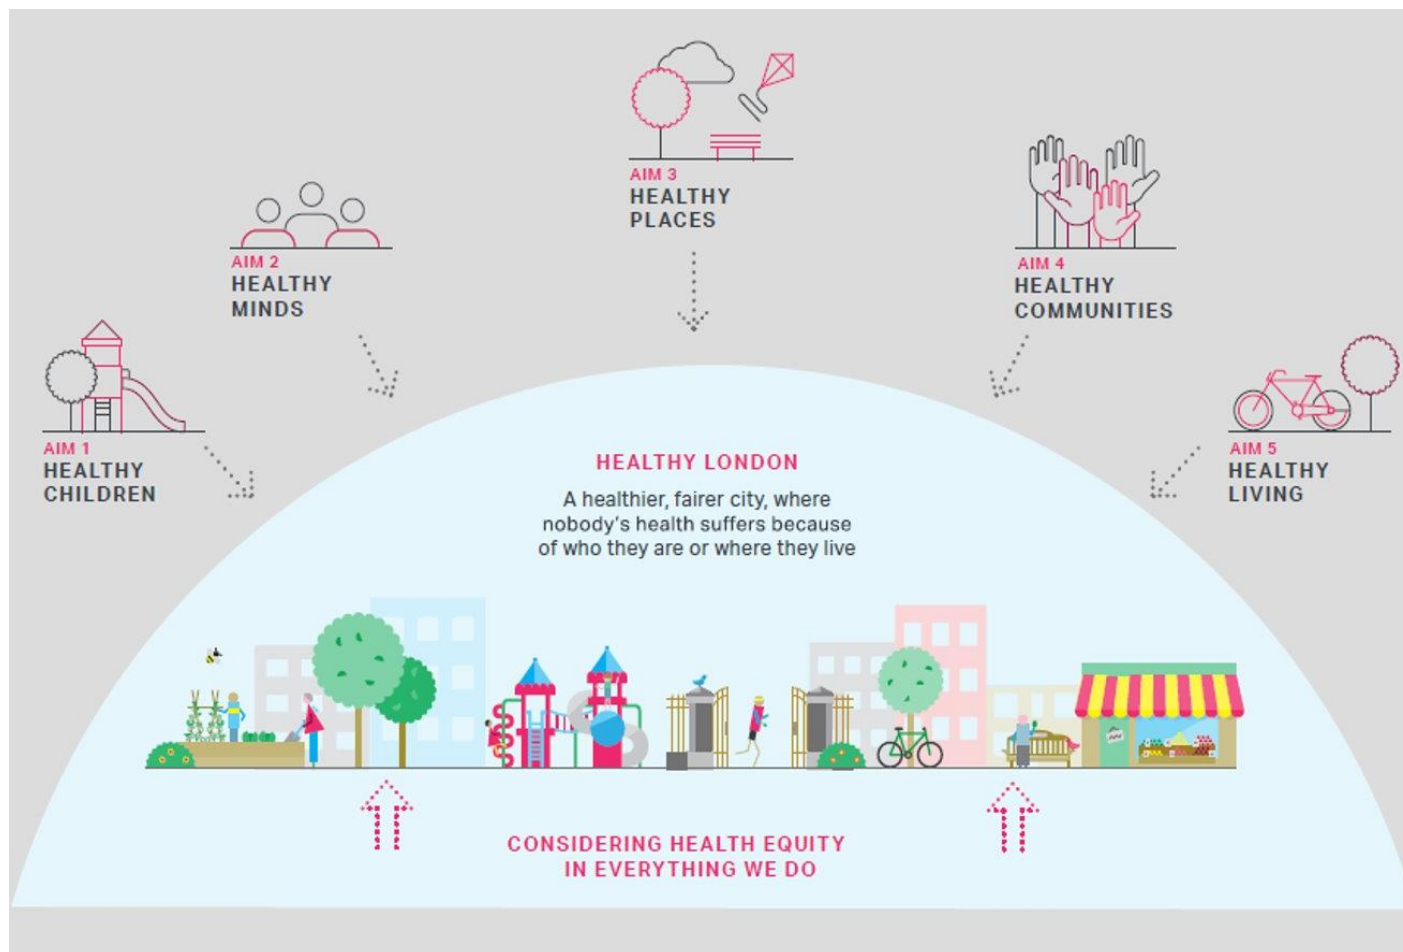 AIM 1
HEALTHY
CHILDREN
AIM 2
HEALTHY
MINDS
AIM 3
HEALTHY
PLACES
AIM 4
HEALTHY
COMMUNITIES
AIM 5
HEALTHY
LIVING
HEALTHY LONDON
A healthier, fairer city, where
nobody's health suffers because
of who they are or where they live
CONSIDERING HEALTH EQUITY
IN EVERYTHING WE DO